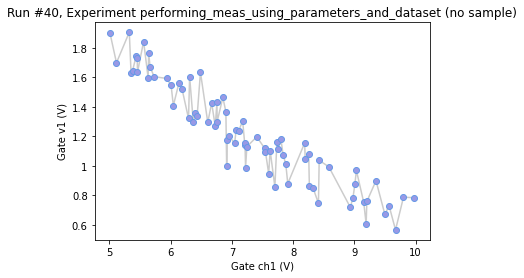 Run #40, Experiment performing_meas_using_parameters_and_dataset (no sample)
1.8
1.6
1.4
1.2
1
0.8
0.6
Gate v1 (V)
5 6 7 8 9 10
Gate ch1 (V)